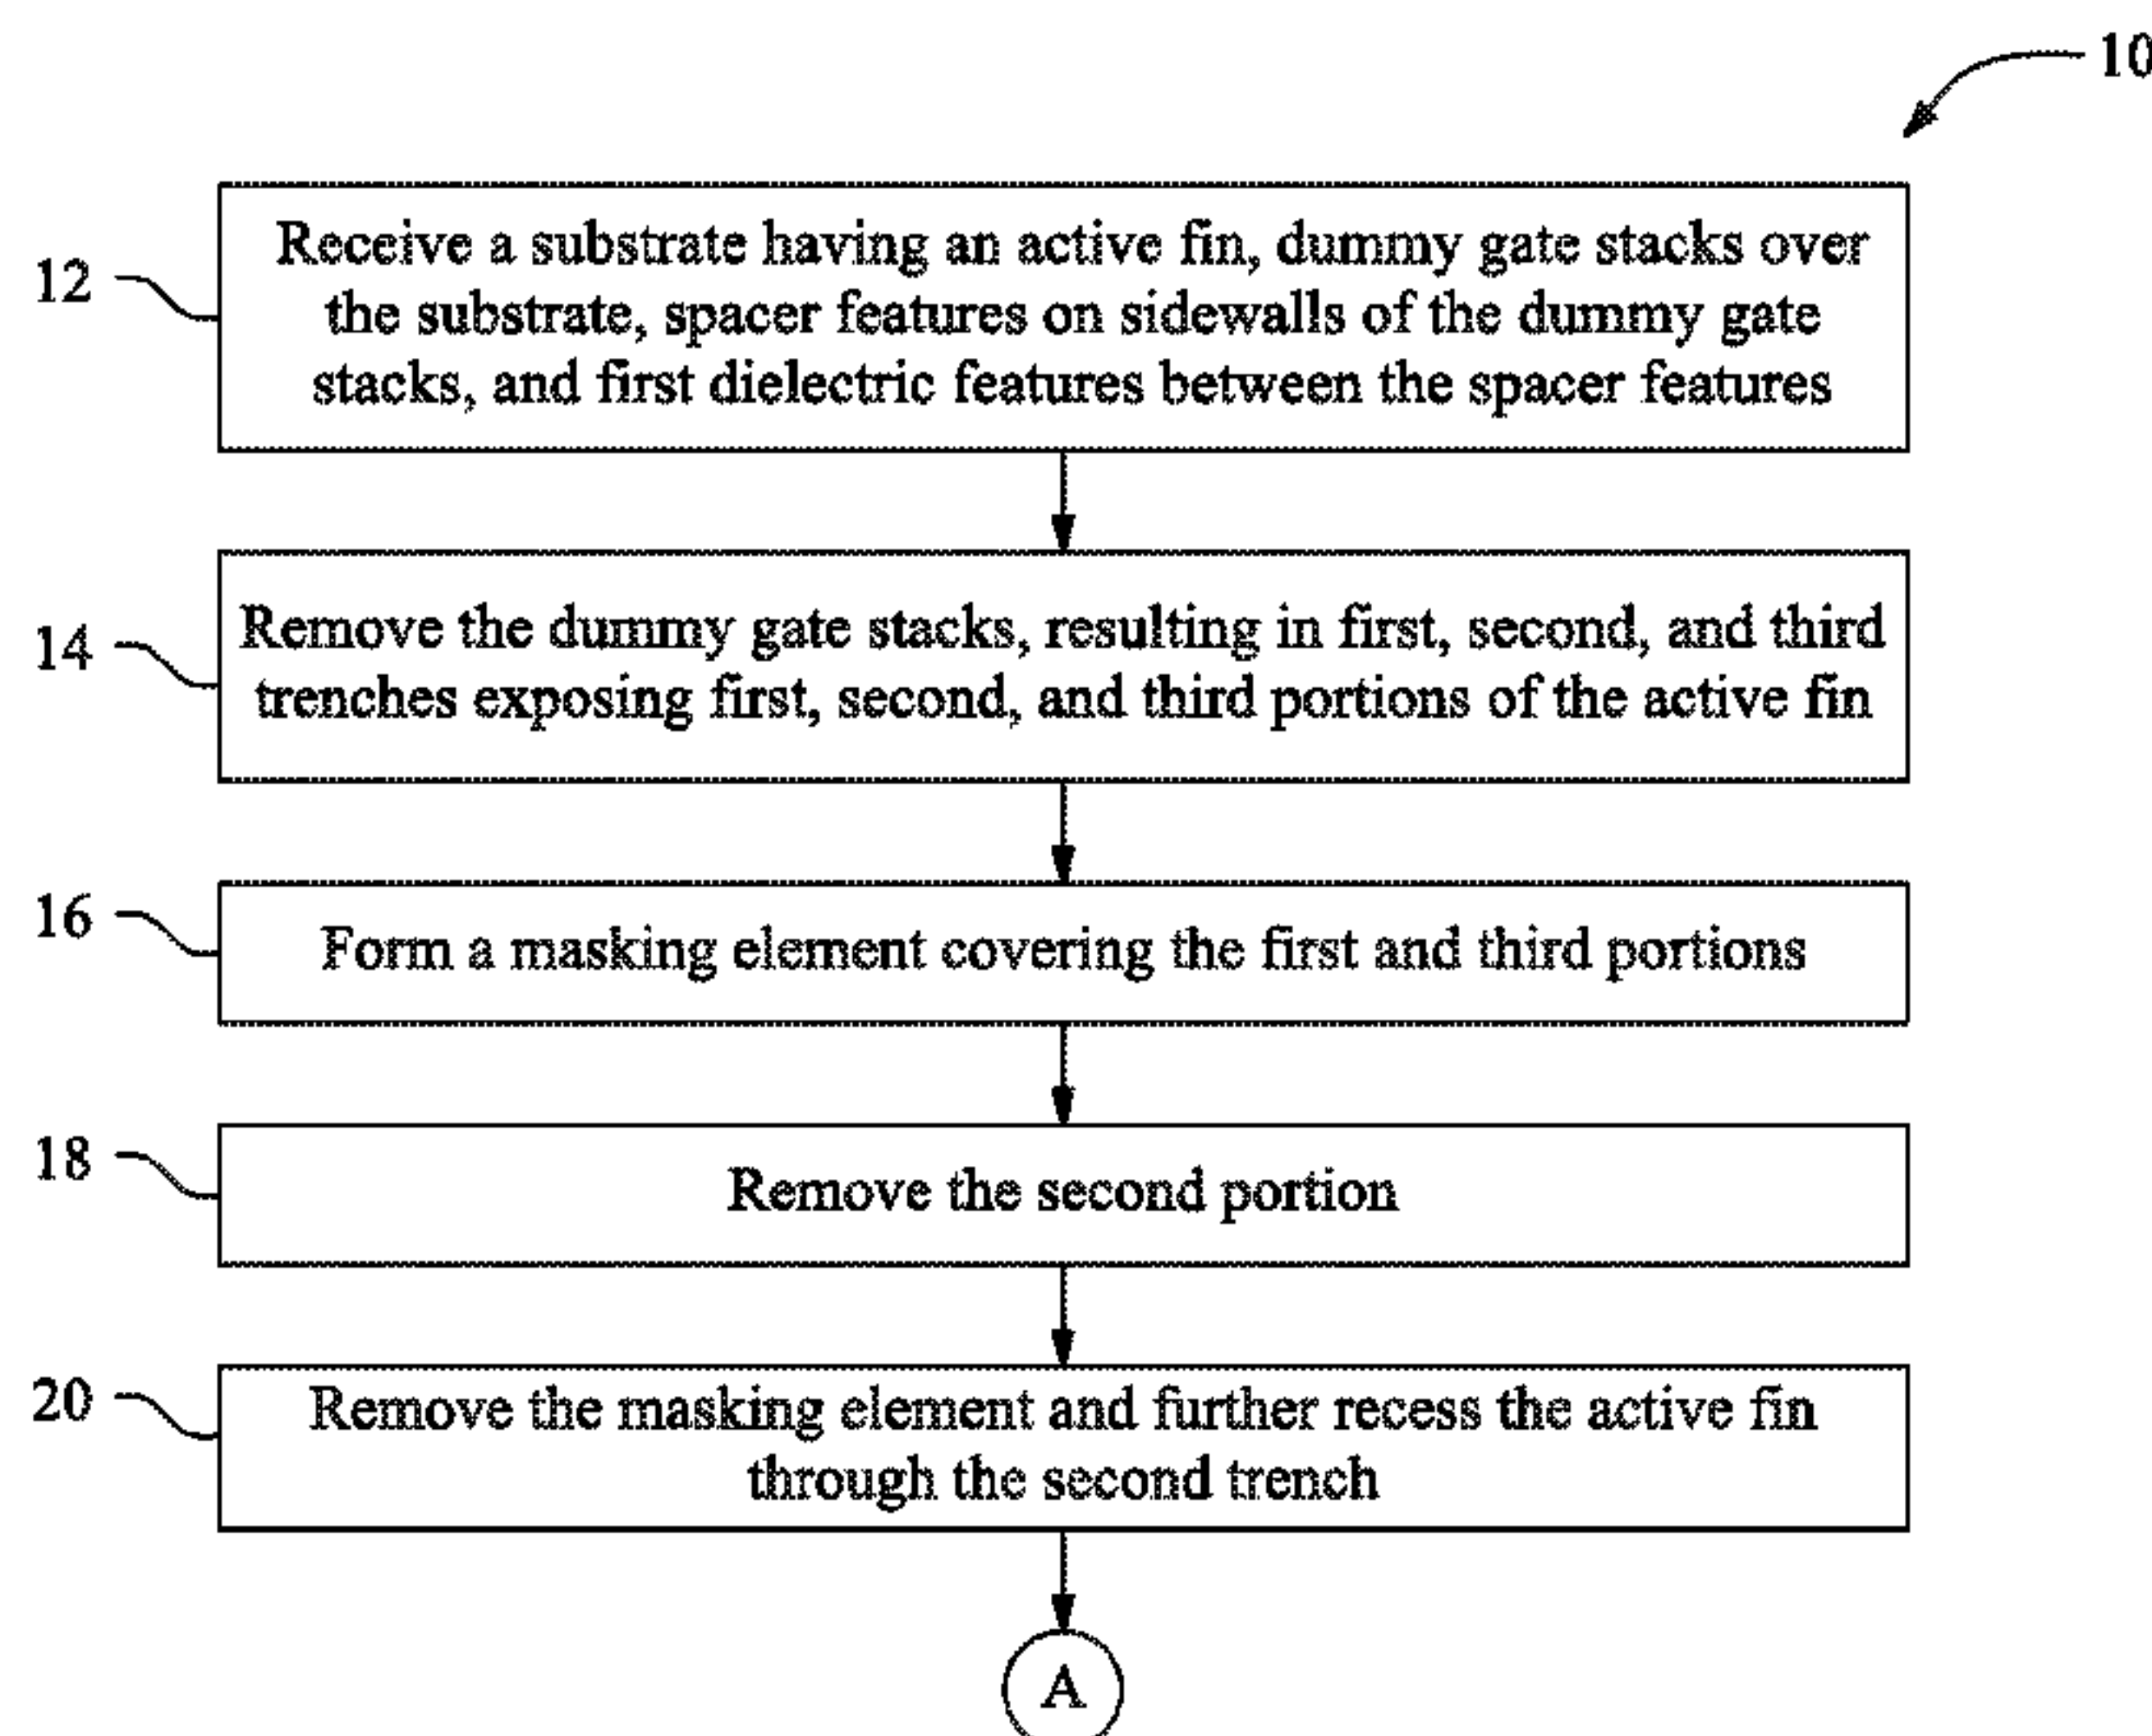 10
12
Receive a substrate having an active fin, dummy gate stacks over
the substrate, spacer features on sidewalls of the dummy gate
stacks, and first dielectric features between the spacer features
14
Remove the dummy gate stacks, resulting in first, second, and third
trenches exposing first, second, and third portions of the active fin
16
Form a masking element covering the first and third portions
18
Remove the second portion
20
Remove the masking element and further recess the active fin
through the second trench
A